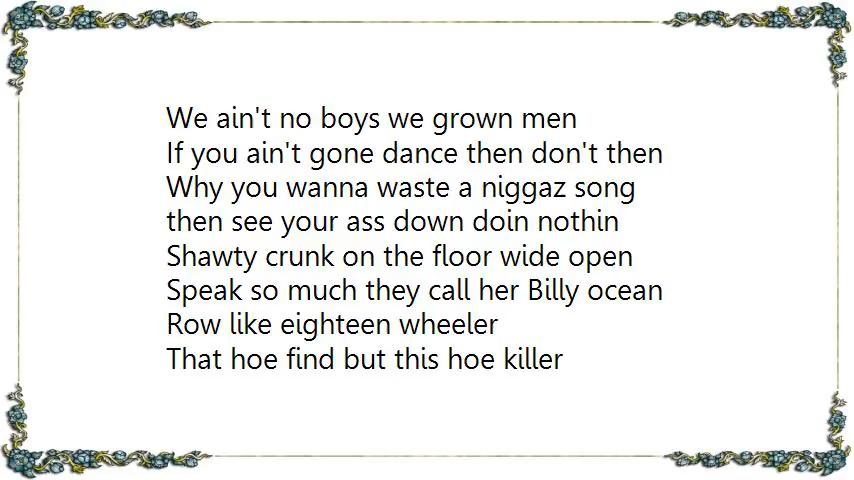 We ain't no boys we grown men
If you ain't gone dance then don't then
Why you wanna waste a niggaz song
then see your ass down doin nothin
Shawty crunk on the floor wide open
Speak so much they call her Billy ocean
Row like eighteen wheeler
That hoe find but this hoe killer